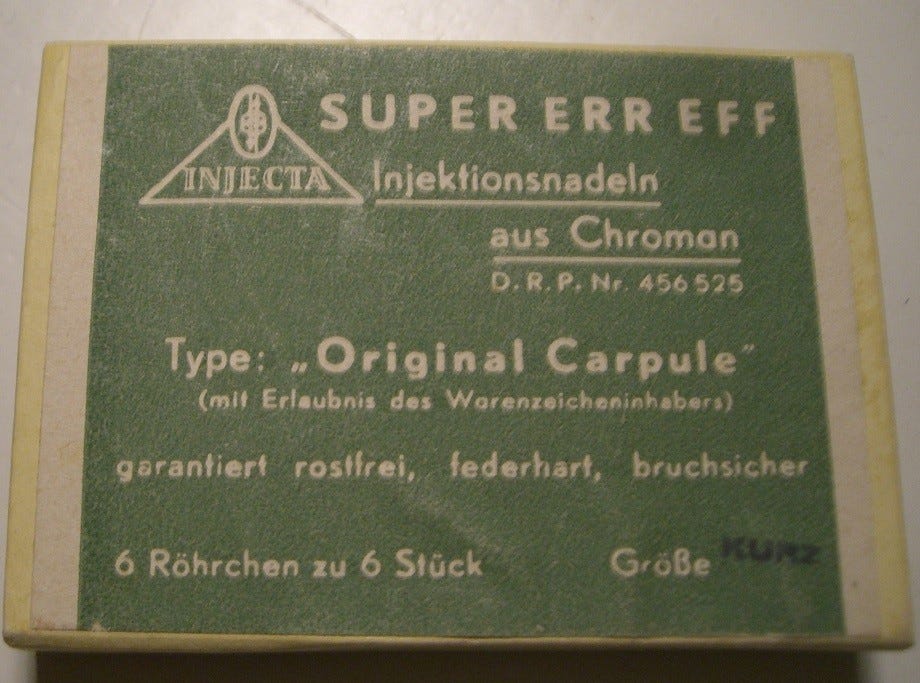 SUPER ERR EFF
INJECTA
Injektionsnadeln
aus Chroman
D. R. P. Nr. 456 525
Type: „Original Carpule"
(mit Erlaubnis des Warenzeicheninhabers)
garantiert rostfrei, federhart, bruchsicher
6 Röhrchen zu 6 Stück Größe KURZ